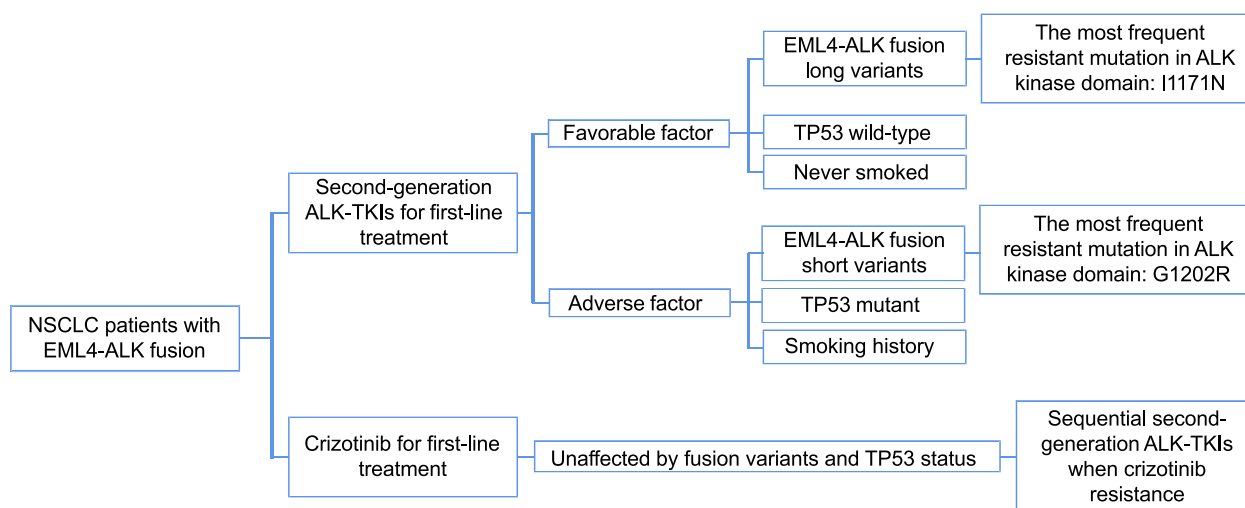 NSCLC patients with
EML4-ALK fusion
Second-generation
ALK-TKIs for first-line
treatment
Favorable factor
EML4-ALK fusion
long variants
The most frequent
resistant mutation in ALK
kinase domain: I1171N
TP53 wild-type
Never smoked
Adverse factor
EML4-ALK fusion
short variants
The most frequent
resistant mutation in ALK
kinase domain: G1202R
TP53 mutant
Smoking history
Crizotinib for first-line
treatment
Unaffected by fusion variants and TP53 status
Sequential second-
generation ALK-TKIs
when crizotinib
resistance